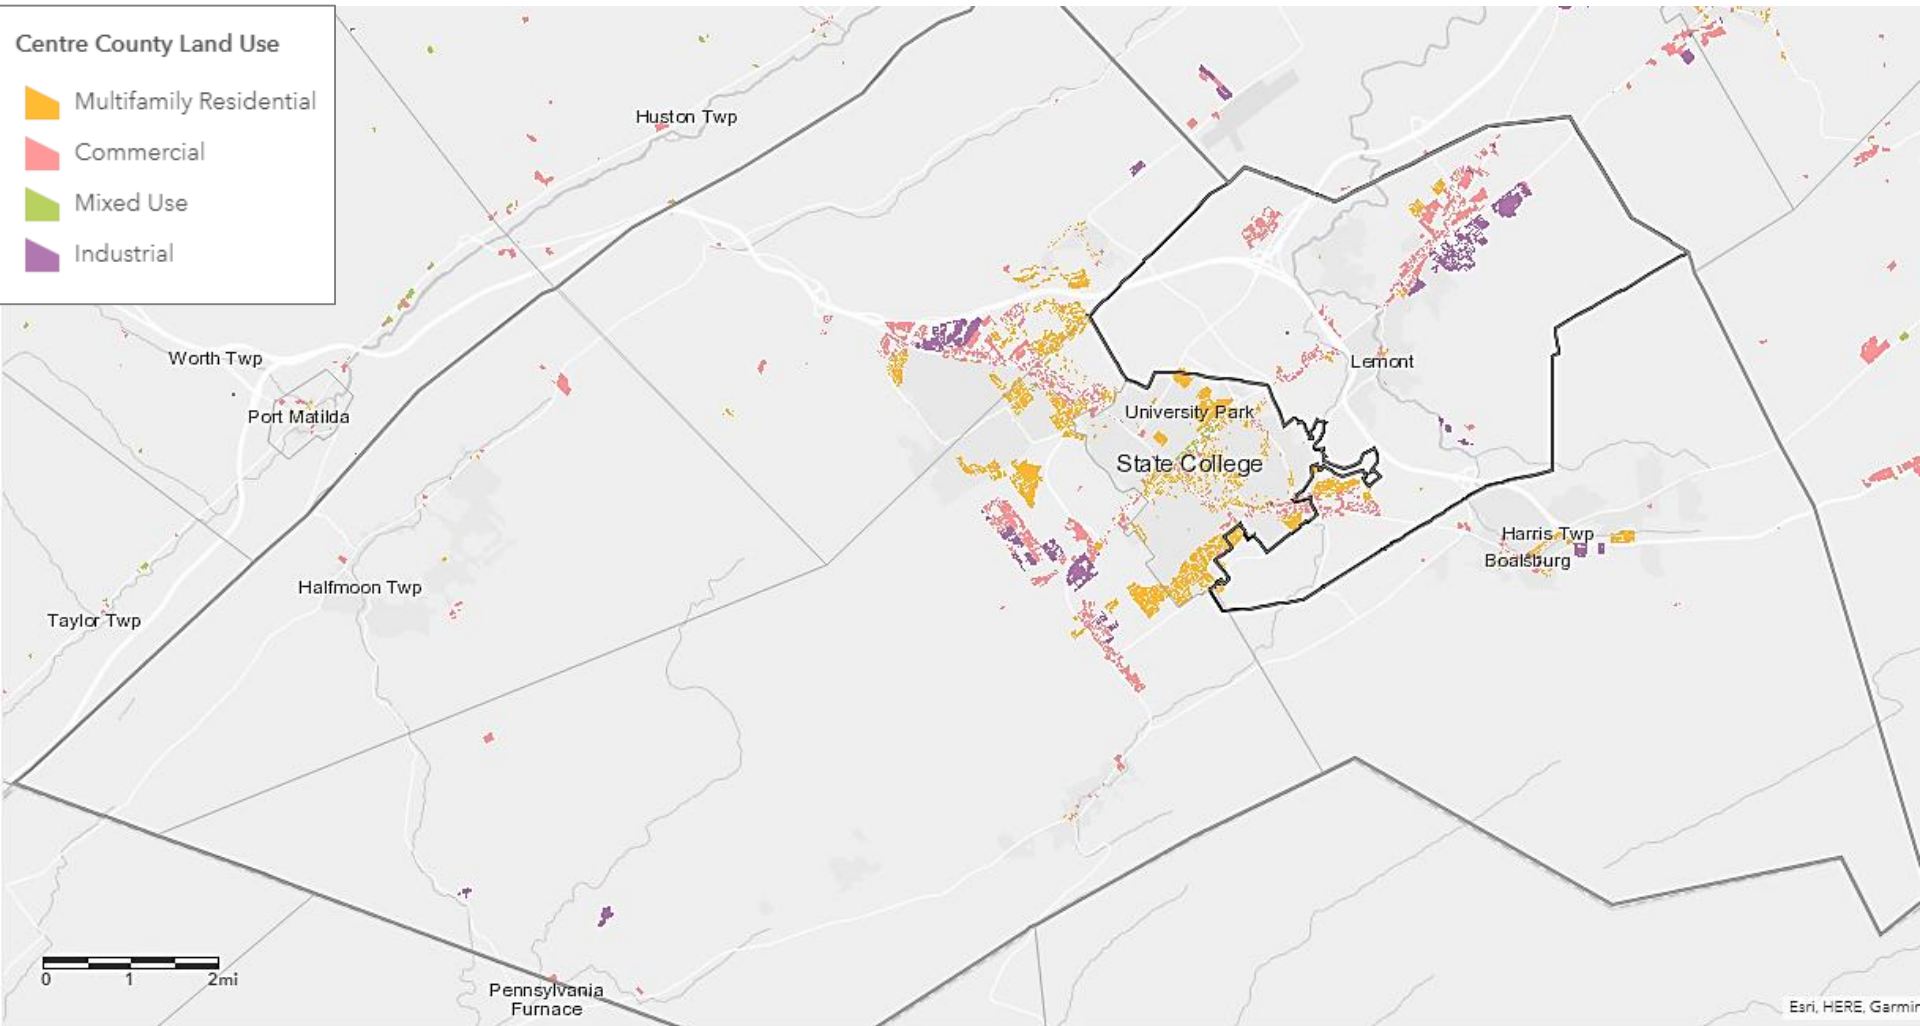 Centre County Land Use
Multifamily Residential
Commercial
Mixed Use
Industrial
Huston Twp
Worth Twp
Port Matilda
Lemont
University Park
State College
Harris Twp
Boalsburg
Halfmoon Twp
Taylor Twp
0 1 2mi
Pennsylvania
Furnace
Esri, HERE, Garmin